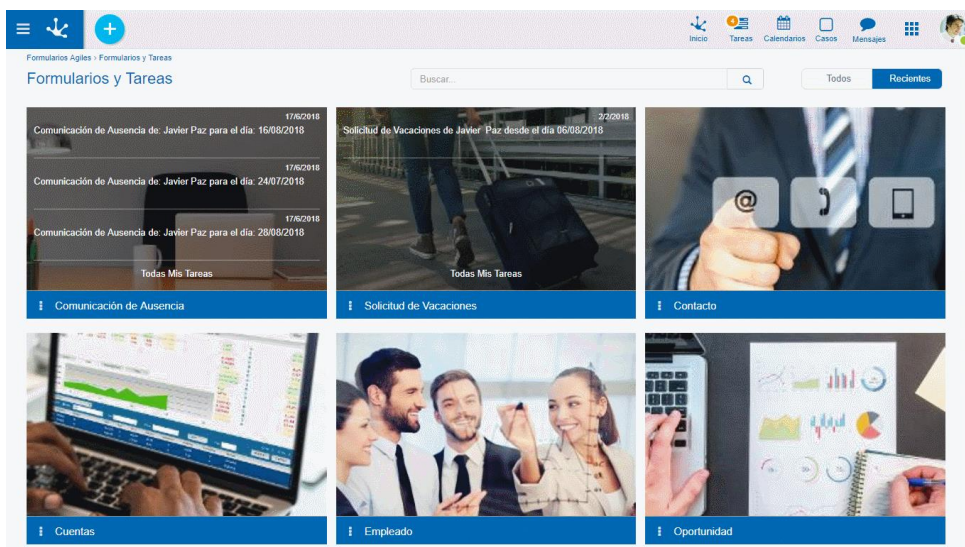 Inicio
4
Tareas
Calendarios
Casos
Mensajes
Formularios Agiles > Formularios y Tareas
Formularios y Tareas
Buscar...
Todos
Recientes
17/6/2018
Comunicación de Ausencia de: Javier Paz para el día: 16/08/2018
17/6/2018
Comunicación de Ausencia de: Javier Paz para el día: 24/07/2018
17/6/2018
Comunicación de Ausencia de: Javier Paz para el día: 28/08/2018
Todas Mis Tareas
Comunicación de Ausencia
2/2/2018
Solicitud de Vacaciones de Javier Paz desde el día 06/08/2018
Todas Mis Tareas
Solicitud de Vacaciones
@
Contacto
Cuentas
Empleado
Oportunidad